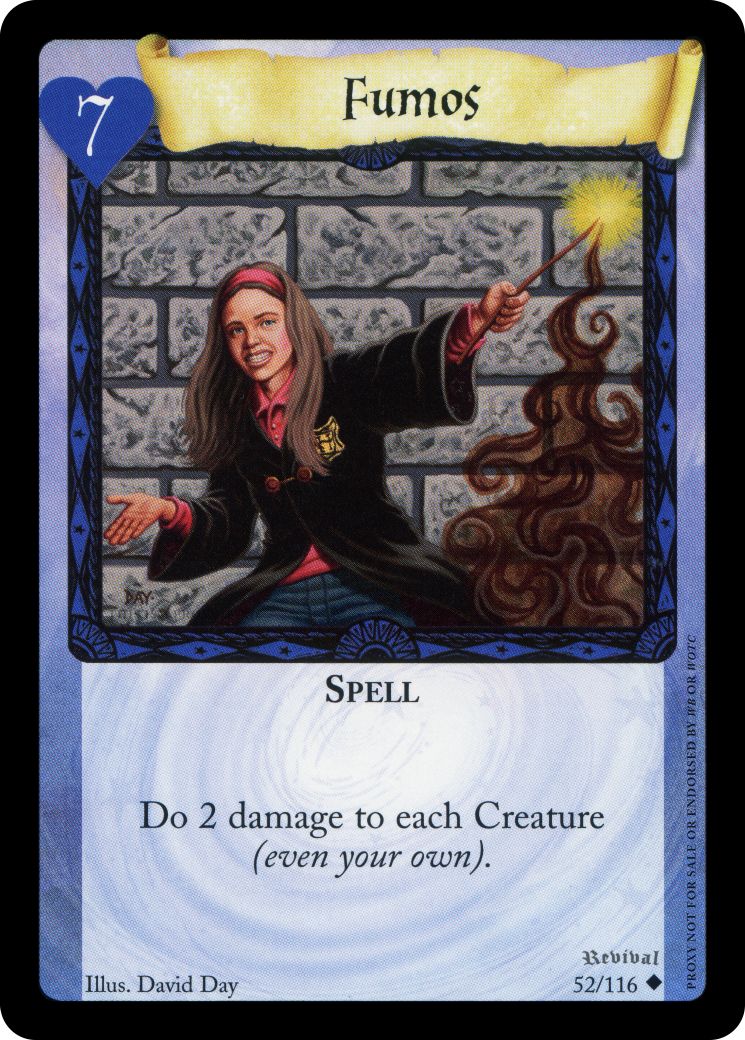 7
Fumos
DAY
SPELL
Do 2 damage to each Creature
(even your own).
Revival
Illus. David Day
52/116 ◆
PROXY NOT FOR SALE OR ENDORSED BY WB OR WOTC